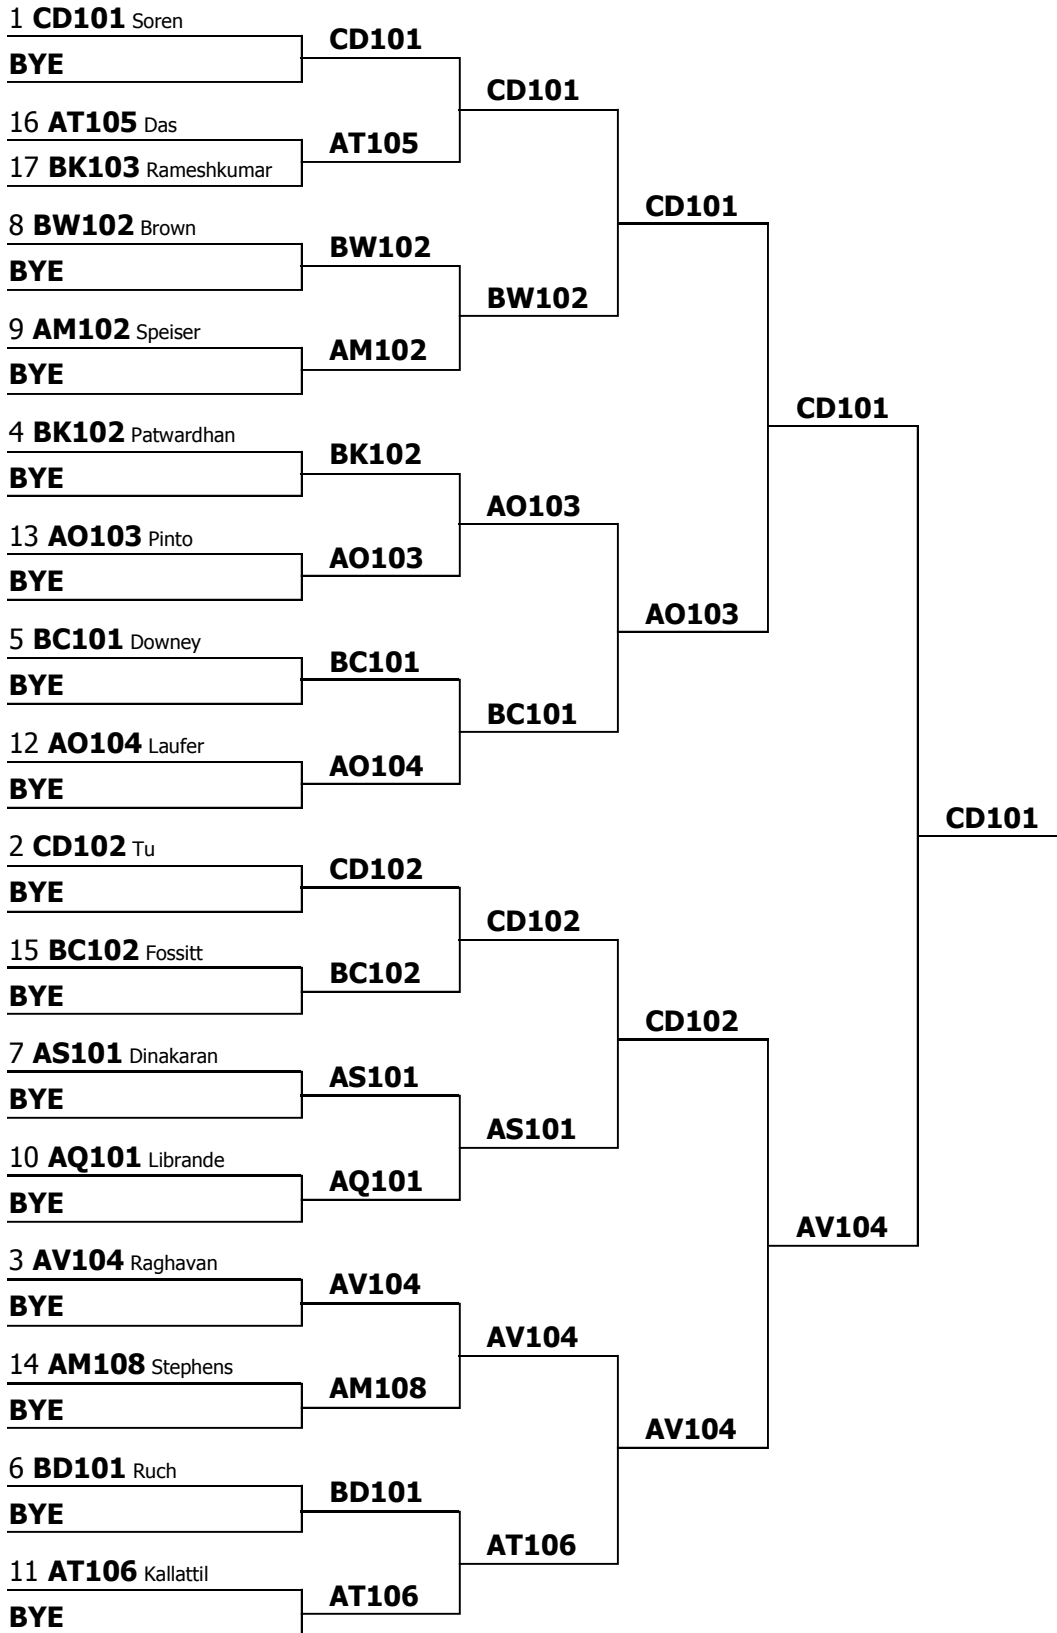 1 CD101 Soren
BYE
16 AT105 Das
17 BK103 Rameshkumar
8 BW102 Brown
BYE
9 AM102 Speiser
BYE
4 BK102 Patwardhan
BYE
13 AO103 Pinto
BYE
5 BC101 Downey
BYE
12 AO104 Laufer
BYE
2 CD102 Tu
BYE
15 BC102 Fossitt
BYE
7 AS101 Dinakaran
BYE
10 AQ101 Librande
BYE
3 AV104 Raghavan
BYE
14 AM108 Stephens
BYE
6 BD101 Ruch
BYE
11 AT106 Kallattil
BYE
CD101
AT105
BW102
AM102
BK102
AO103
BC101
AO104
CD102
BC102
AS101
AQ101
AV104
AM108
BD101
AT106
CD101
BW102
AO103
BC101
CD102
AS101
AV104
AT106
CD101
AO103
CD102
AV104
CD101
AV104
CD101